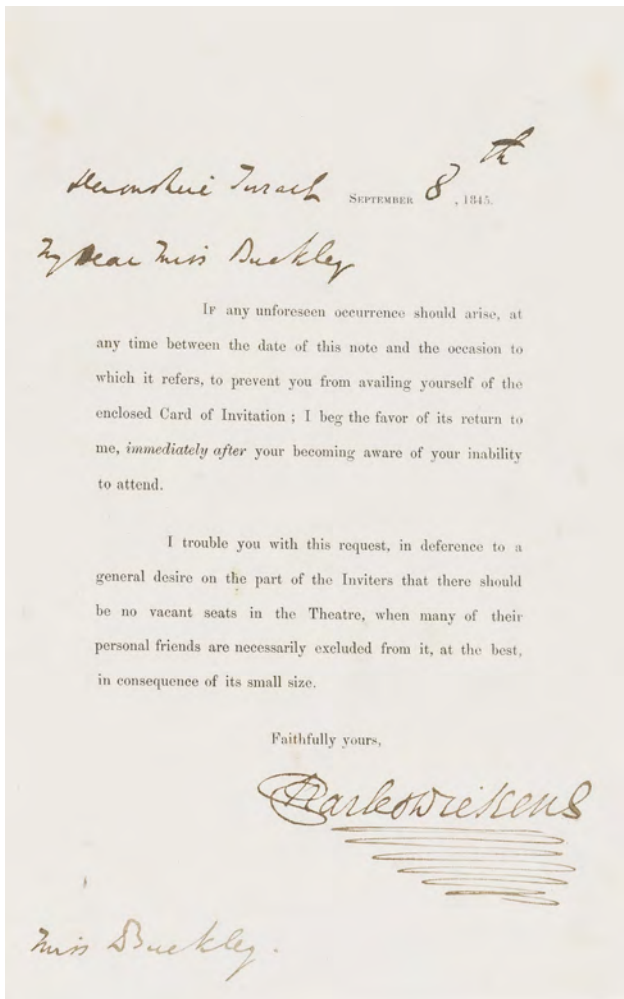 Devonshire Terrace SEPTEMBER 8th, 1845.
My Dear Miss Buckley
IF any unforeseen occurrence should arise, at
any time between the date of this note and the occasion to
which it refers, to prevent you from availing yourself of the
enclosed Card of Invitation ; I beg the favor of its return to
me, immediately after your becoming aware of your inability
to attend.
I trouble you with this request, in deference to a
general desire on the part of the Inviters that there should
be no vacant seats in the Theatre, when many of their
personal friends are necessarily excluded from it, at the best,
in consequence of its small size.
Faithfully yours,
Charles Dickens
Miss Buckley.